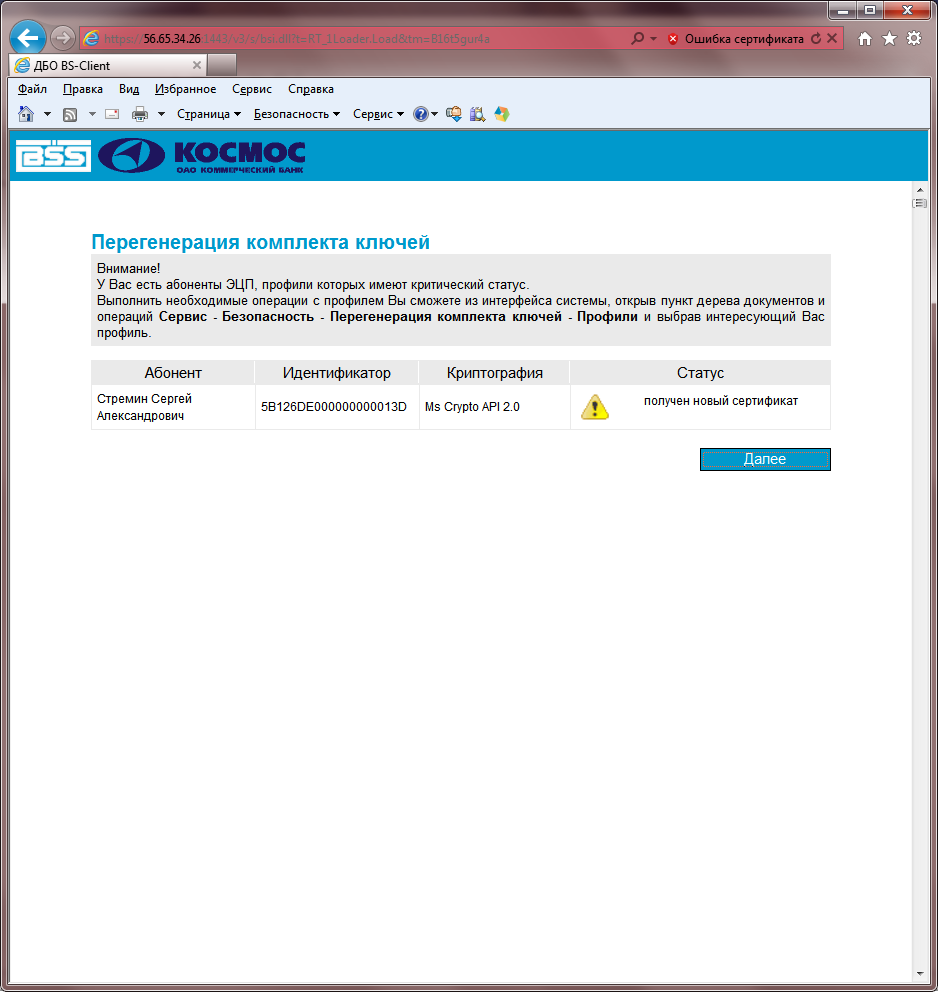 https://56.65.34.26:1443/v3/s/bsi.dll?t=RT_1Loader.Load&tm=B16t5gur4a
Ошибка сертификата
ДБО BS-Client
Файл Правка Вид Избранное Сервис Справка
Страница Безопасность Сервис
BSS КОСМОС
ОАО КОММЕРЧЕСКИЙ БАНК
Перегенерация комплекта ключей
Внимание!
У Вас есть абоненты ЭЦП, профили которых имеют критический статус.
Выполнить необходимые операции с профилем Вы сможете из интерфейса системы, открыв пункт дерева документов и
операций Сервис - Безопасность - Перегенерация комплекта ключей - Профили и выбрав интересующий Вас
профиль.
Абонент Идентификатор Криптография Статус
Стремин Сергей
Александрович
5B126DE000000000013D Ms Crypto API 2.0 получен новый сертификат
Далее